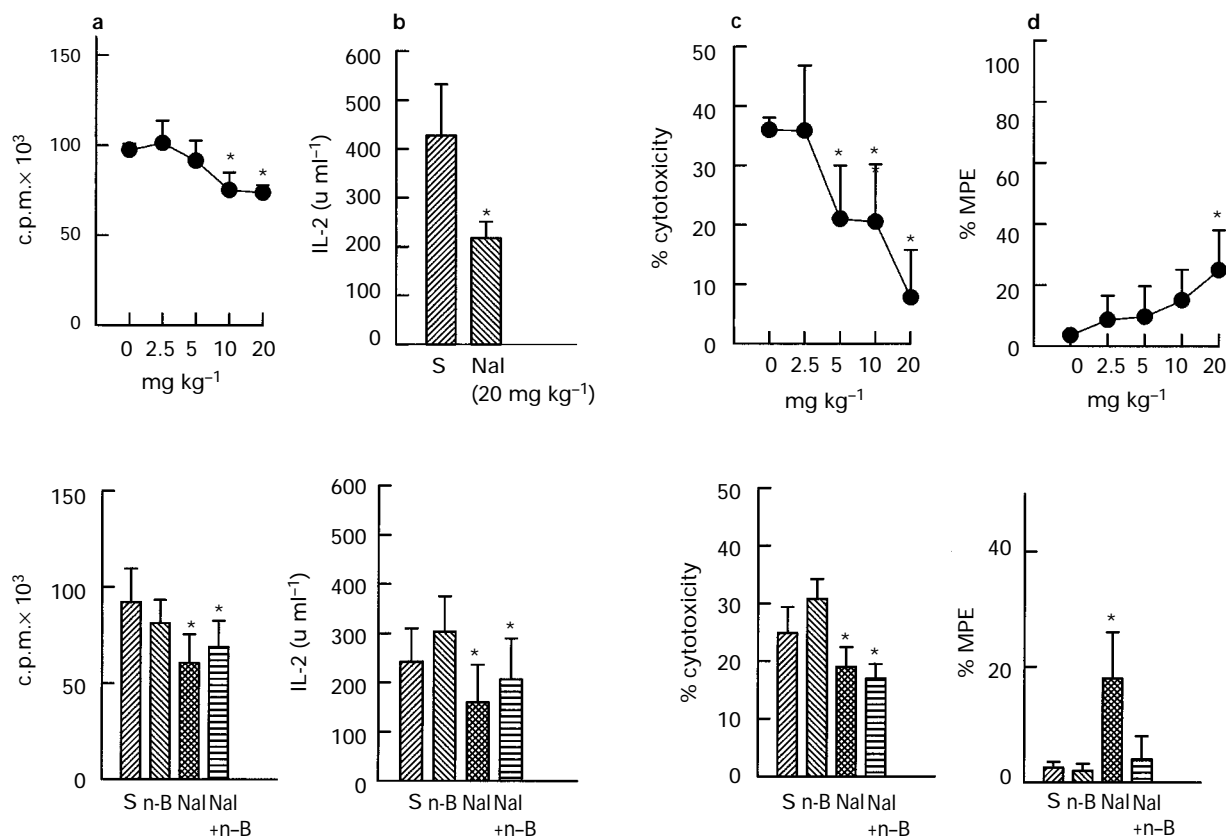 a
150
100
50
0
c.p.m.× 10³
0 2.5 5 10 20
mg kg⁻¹
* *
b
600
500
400
300
200
100
0
IL-2 (u ml⁻¹)
*
S Nal
(20 mg kg⁻¹)
c
50
40
30
20
10
0
% cytotoxicity
* * * *
0 2.5 5 10 20
mg kg⁻¹
d
100
80
60
40
20
0
% MPE
*
0 2.5 5 10 20
mg kg⁻¹
150
100
50
0
c.p.m.× 10³
* *
S n-B Nal Nal
+n–B
600
500
400
300
200
100
0
IL-2 (u ml⁻¹)
* *
S n-B Nal Nal
+n–B
50
40
30
20
10
0
% cytotoxicity
* *
S n-B Nal Nal
+n–B
40
20
0
% MPE
*
S n-B Nal Nal
+n–B